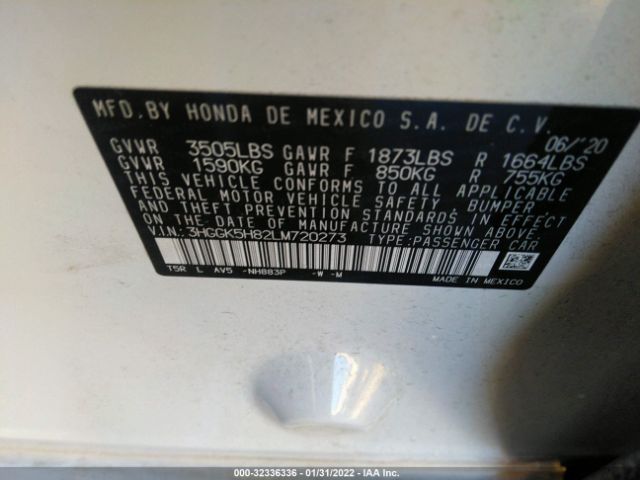 MFD. BY HONDA DE MEXICO S.A. DE C.V.
06/'20
GVWR 3505LBS GAWR F 1873LBS R 1664LBS
GVWR 1590KG GAWR F 850KG R 755KG
THIS VEHICLE CONFORMS TO ALL APPLICABLE
FEDERAL MOTOR VEHICLE SAFETY, BUMPER,
AND THEFT PREVENTION STANDARDS IN EFFECT
ON THE DATE OF MANUFACTURE SHOWN ABOVE.
V.I.N.: 3HGGK5H82LM720273 TYPE: PASSENGER CAR
T5R L AV5 -NH883P -W -M
MADE IN MEXICO
000-32336336 - 01/31/2022 - IAA Inc.